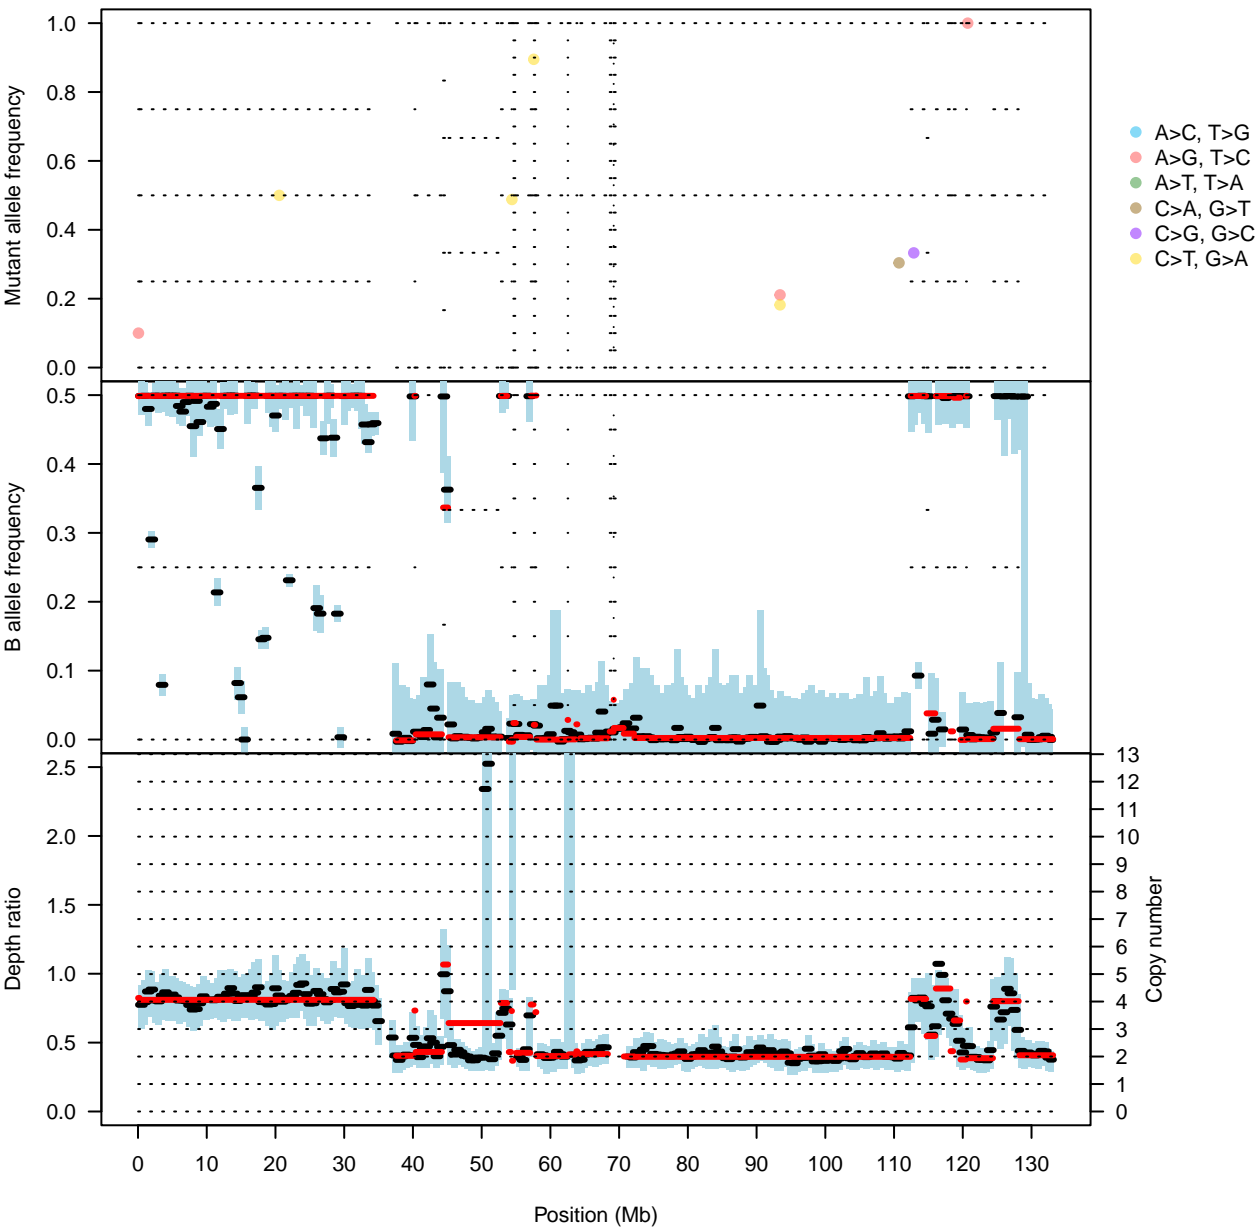 Mutant allele frequency
1.0
0.8
0.6
0.4
0.2
0.0
A>C, T>G
A>G, T>C
A>T, T>A
C>A, G>T
C>G, G>C
C>T, G>A
B allele frequency
0.5
0.4
0.3
0.2
0.1
0.0
Depth ratio
2.5
2.0
1.5
1.0
0.5
0.0
13
12
11
10
9
8
7
6
5
4
3
2
1
0
Copy number
0 10 20 30 40 50 60 70 80 90 100 110 120 130
Position (Mb)